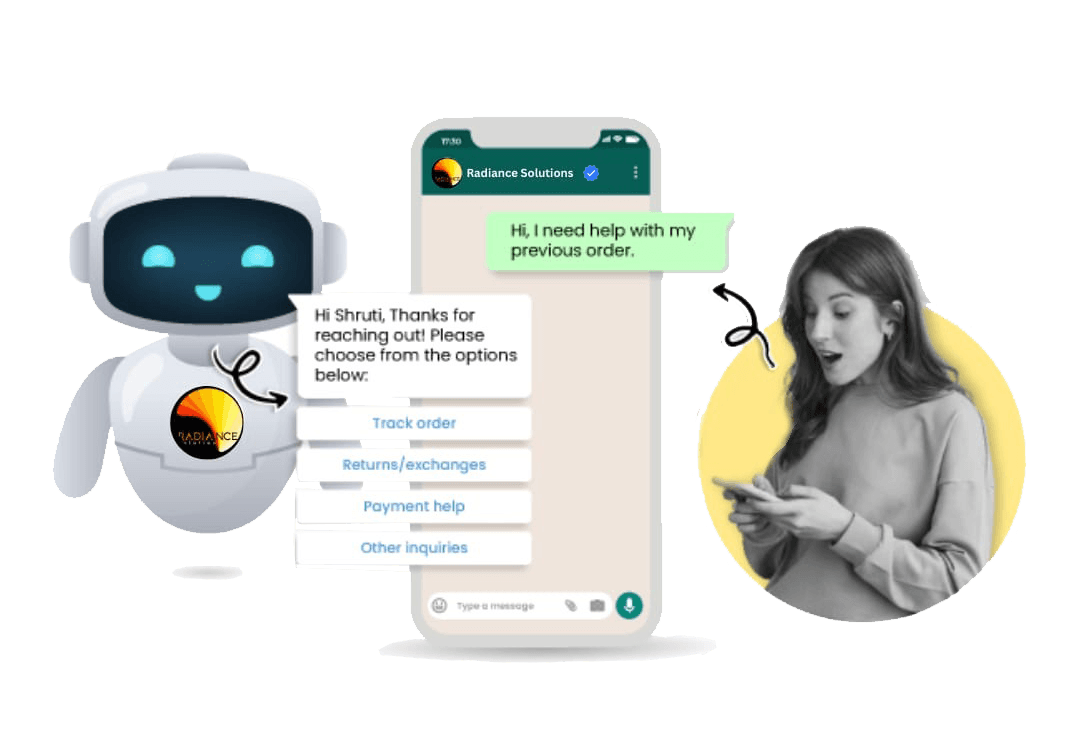 17:30
Radiance Solutions
Hi, I need help with my
previous order.
Hi Shruti, Thanks for
reaching out! Please
choose from the options
below:
RADIANCE
Track order
Returns/exchanges
Payment help
Other inquiries
Type a message